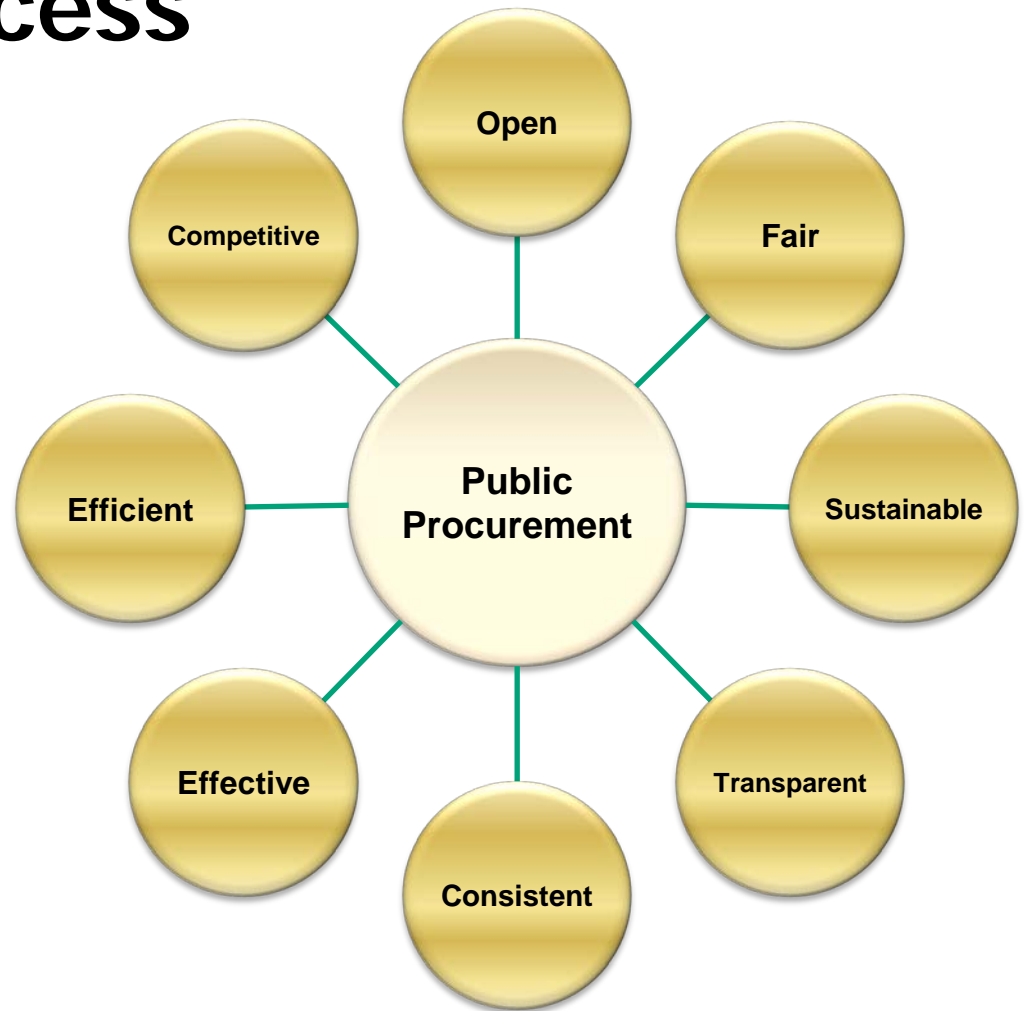 cess
Open
Competitive
Fair
Public
Procurement
Efficient
Sustainable
Effective
Transparent
Consistent